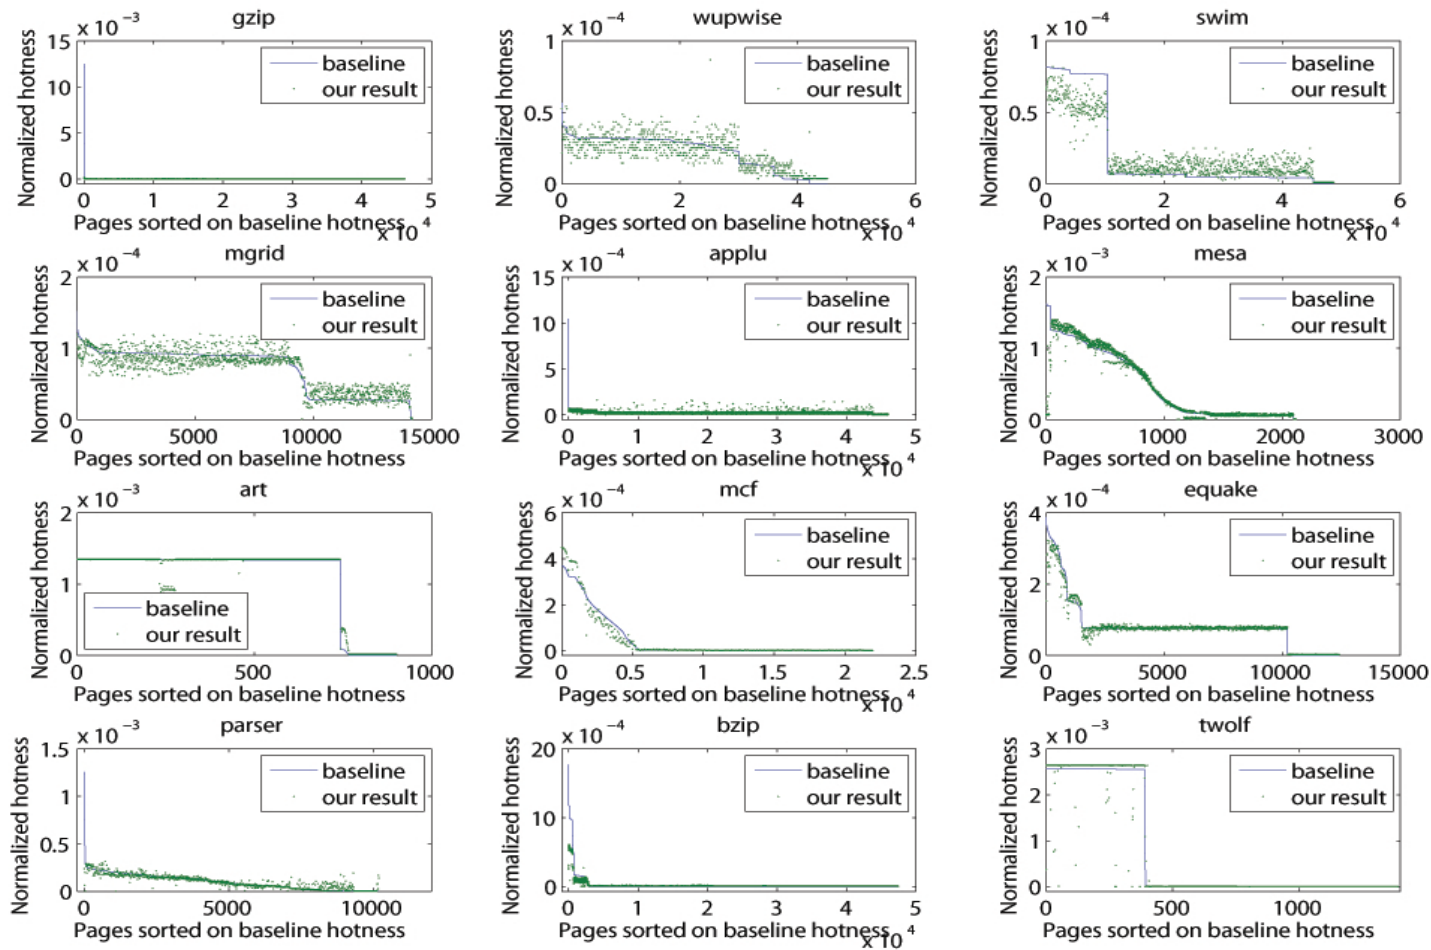 gzip
x 10 -3
15
10
5
0
0 1 2 3 4 5
x 10 4
Normalized hotness
Pages sorted on baseline hotness
baseline
our result
wupwise
x 10 -4
1
0.5
0
0 2 4 6
x 10 4
Normalized hotness
Pages sorted on baseline hotness
baseline
our result
swim
x 10 -4
1
0.5
0
0 2 4 6
x 10 4
Normalized hotness
Pages sorted on baseline hotness
baseline
our result
mgrid
x 10 -4
2
1
0
0 5000 10000 15000
Normalized hotness
Pages sorted on baseline hotness
baseline
our result
applu
x 10 -4
15
10
5
0
0 1 2 3 4 5
x 10 4
Normalized hotness
Pages sorted on baseline hotness
baseline
our result
mesa
x 10 -3
2
1
0
0 1000 2000 3000
Normalized hotness
Pages sorted on baseline hotness
baseline
our result
art
x 10 -3
2
1
0
0 500 1000
Normalized hotness
Pages sorted on baseline hotness
baseline
our result
mcf
x 10 -4
6
4
2
0
0 0.5 1 1.5 2 2.5
x 10 4
Normalized hotness
Pages sorted on baseline hotness
baseline
our result
equake
x 10 -4
4
2
0
0 5000 10000 15000
Normalized hotness
Pages sorted on baseline hotness
baseline
our result
parser
x 10 -3
1.5
1
0.5
0
0 5000 10000
Normalized hotness
Pages sorted on baseline hotness
baseline
our result
bzip
x 10 -4
20
10
0
0 1 2 3 4 5
x 10 4
Normalized hotness
Pages sorted on baseline hotness
baseline
our result
twolf
x 10 -3
3
2
1
0
0 500 1000
Normalized hotness
Pages sorted on baseline hotness
baseline
our result